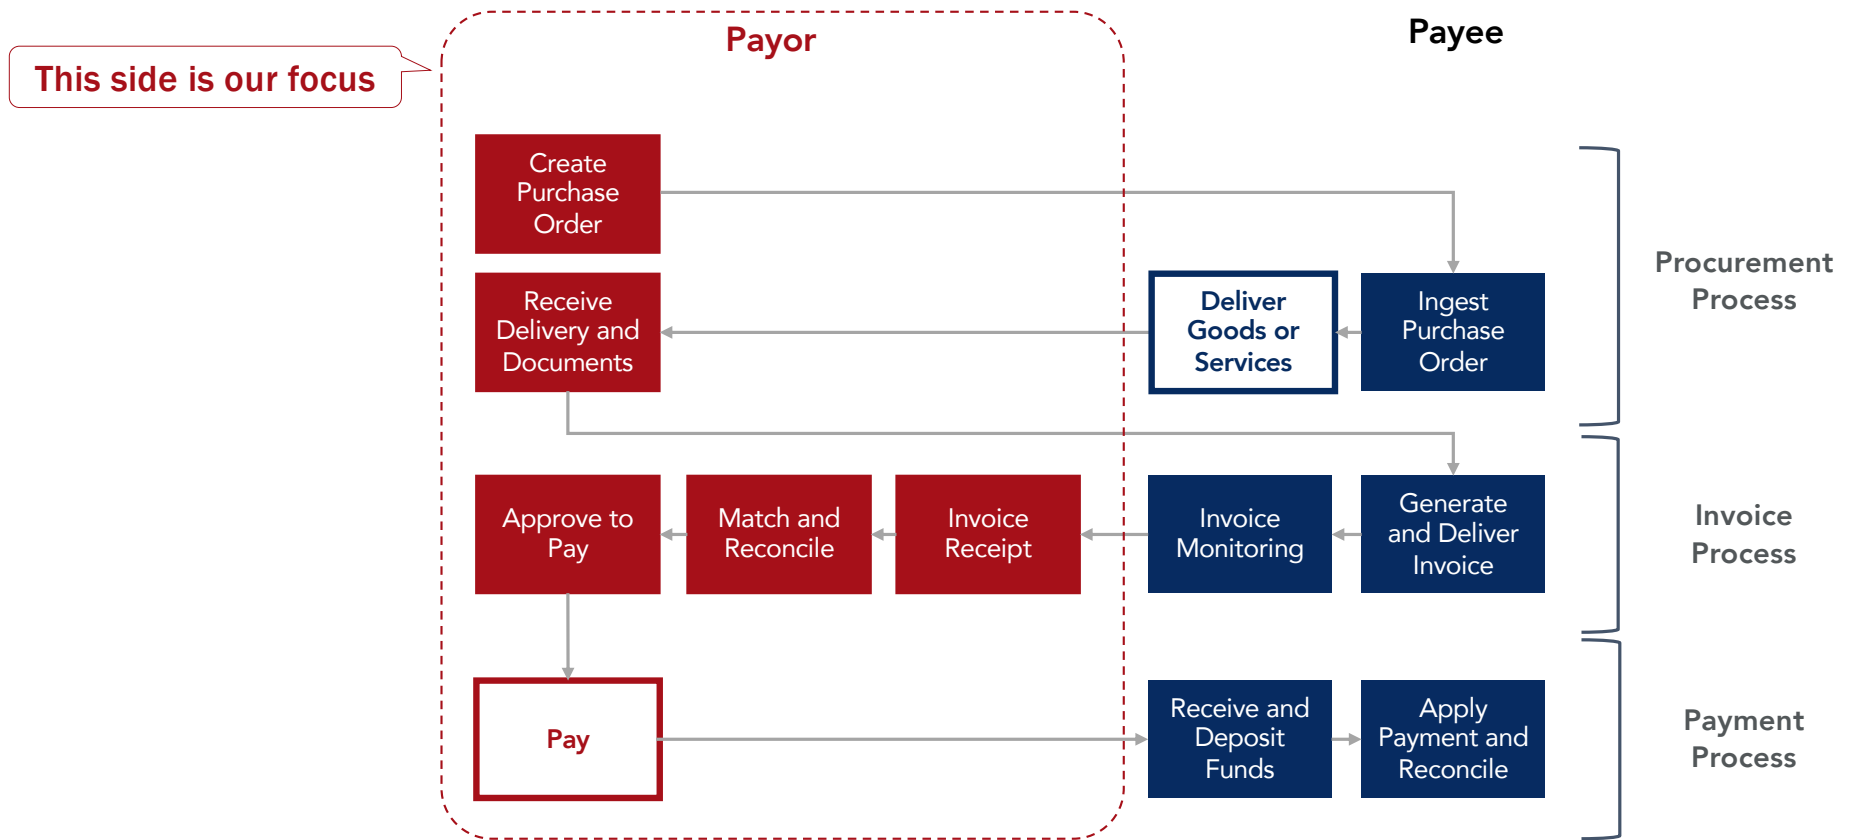 Payor
Payee
This side is our focus
Create
Purchase
Order
Receive
Delivery and
Documents
Deliver
Goods or
Services
Ingest
Purchase
Order
Procurement
Process
Approve to
Pay
Match and
Reconcile
Invoice
Receipt
Invoice
Monitoring
Generate
and Deliver
Invoice
Invoice
Process
Pay
Receive and
Deposit
Funds
Apply
Payment and
Reconcile
Payment
Process